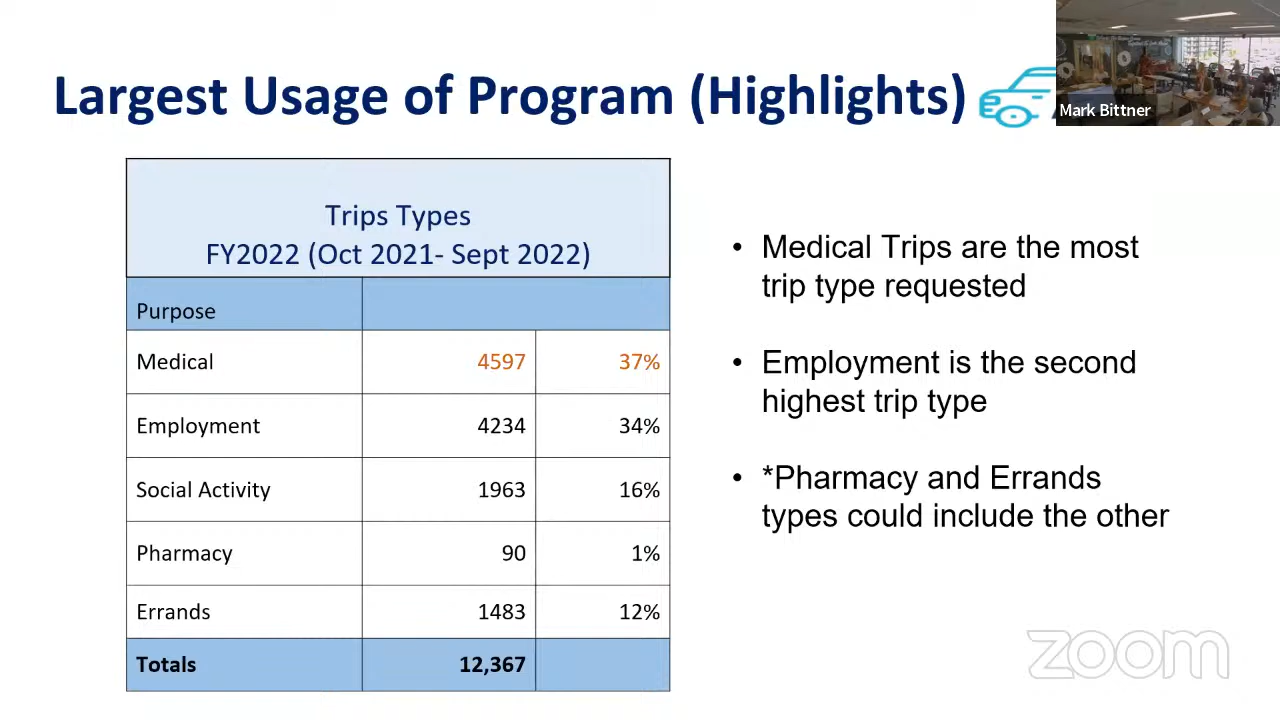 Largest Usage of Program (Highlights)
Mark Bittner
Trips Types
FY2022 (Oct 2021- Sept 2022)
Purpose
Medical 4597 37%
Employment 4234 34%
Social Activity 1963 16%
Pharmacy 90 1%
Errands 1483 12%
Totals 12,367
• Medical Trips are the most
trip type requested
• Employment is the second
highest trip type
• *Pharmacy and Errands
types could include the other
zoom